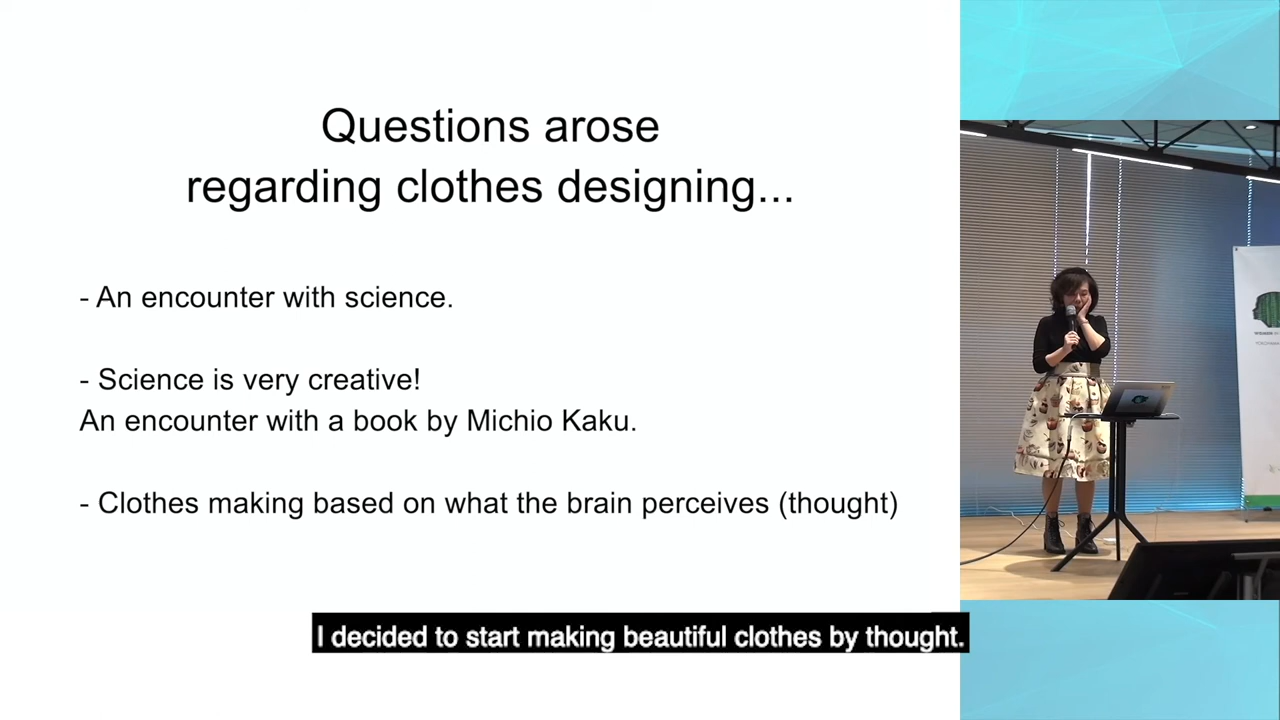 Questions arose
regarding clothes designing...
- An encounter with science.
- Science is very creative!
An encounter with a book by Michio Kaku.
- Clothes making based on what the brain perceives (thought)
I decided to start making beautiful clothes by thought.